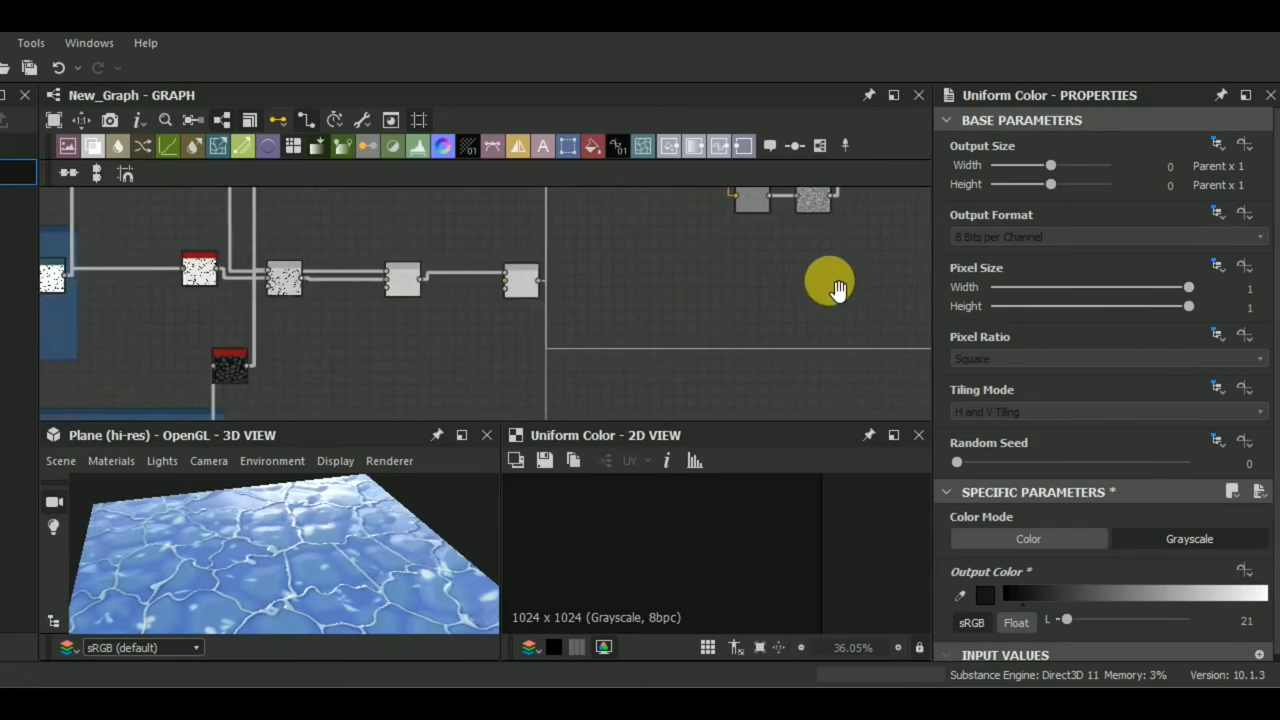 Tools Windows Help
New_Graph - GRAPH
Uniform Color - PROPERTIES
BASE PARAMETERS
Output Size
Width 0 Parent x 1
Height 0 Parent x 1
Output Format
8 Bits per Channel
Pixel Size
Width 1
Height 1
Pixel Ratio
Square
Tiling Mode
H and V Tiling
Random Seed
0
SPECIFIC PARAMETERS *
Color Mode
Color Grayscale
Output Color *
sRGB Float L 21
INPUT VALUES
Plane (hi-res) - OpenGL - 3D VIEW
Scene Materials Lights Camera Environment Display Renderer
sRGB (default)
Uniform Color - 2D VIEW
UV
1024 x 1024 (Grayscale, 8bpc)
36.05%
Substance Engine: Direct3D 11 Memory: 3% Version: 10.1.3